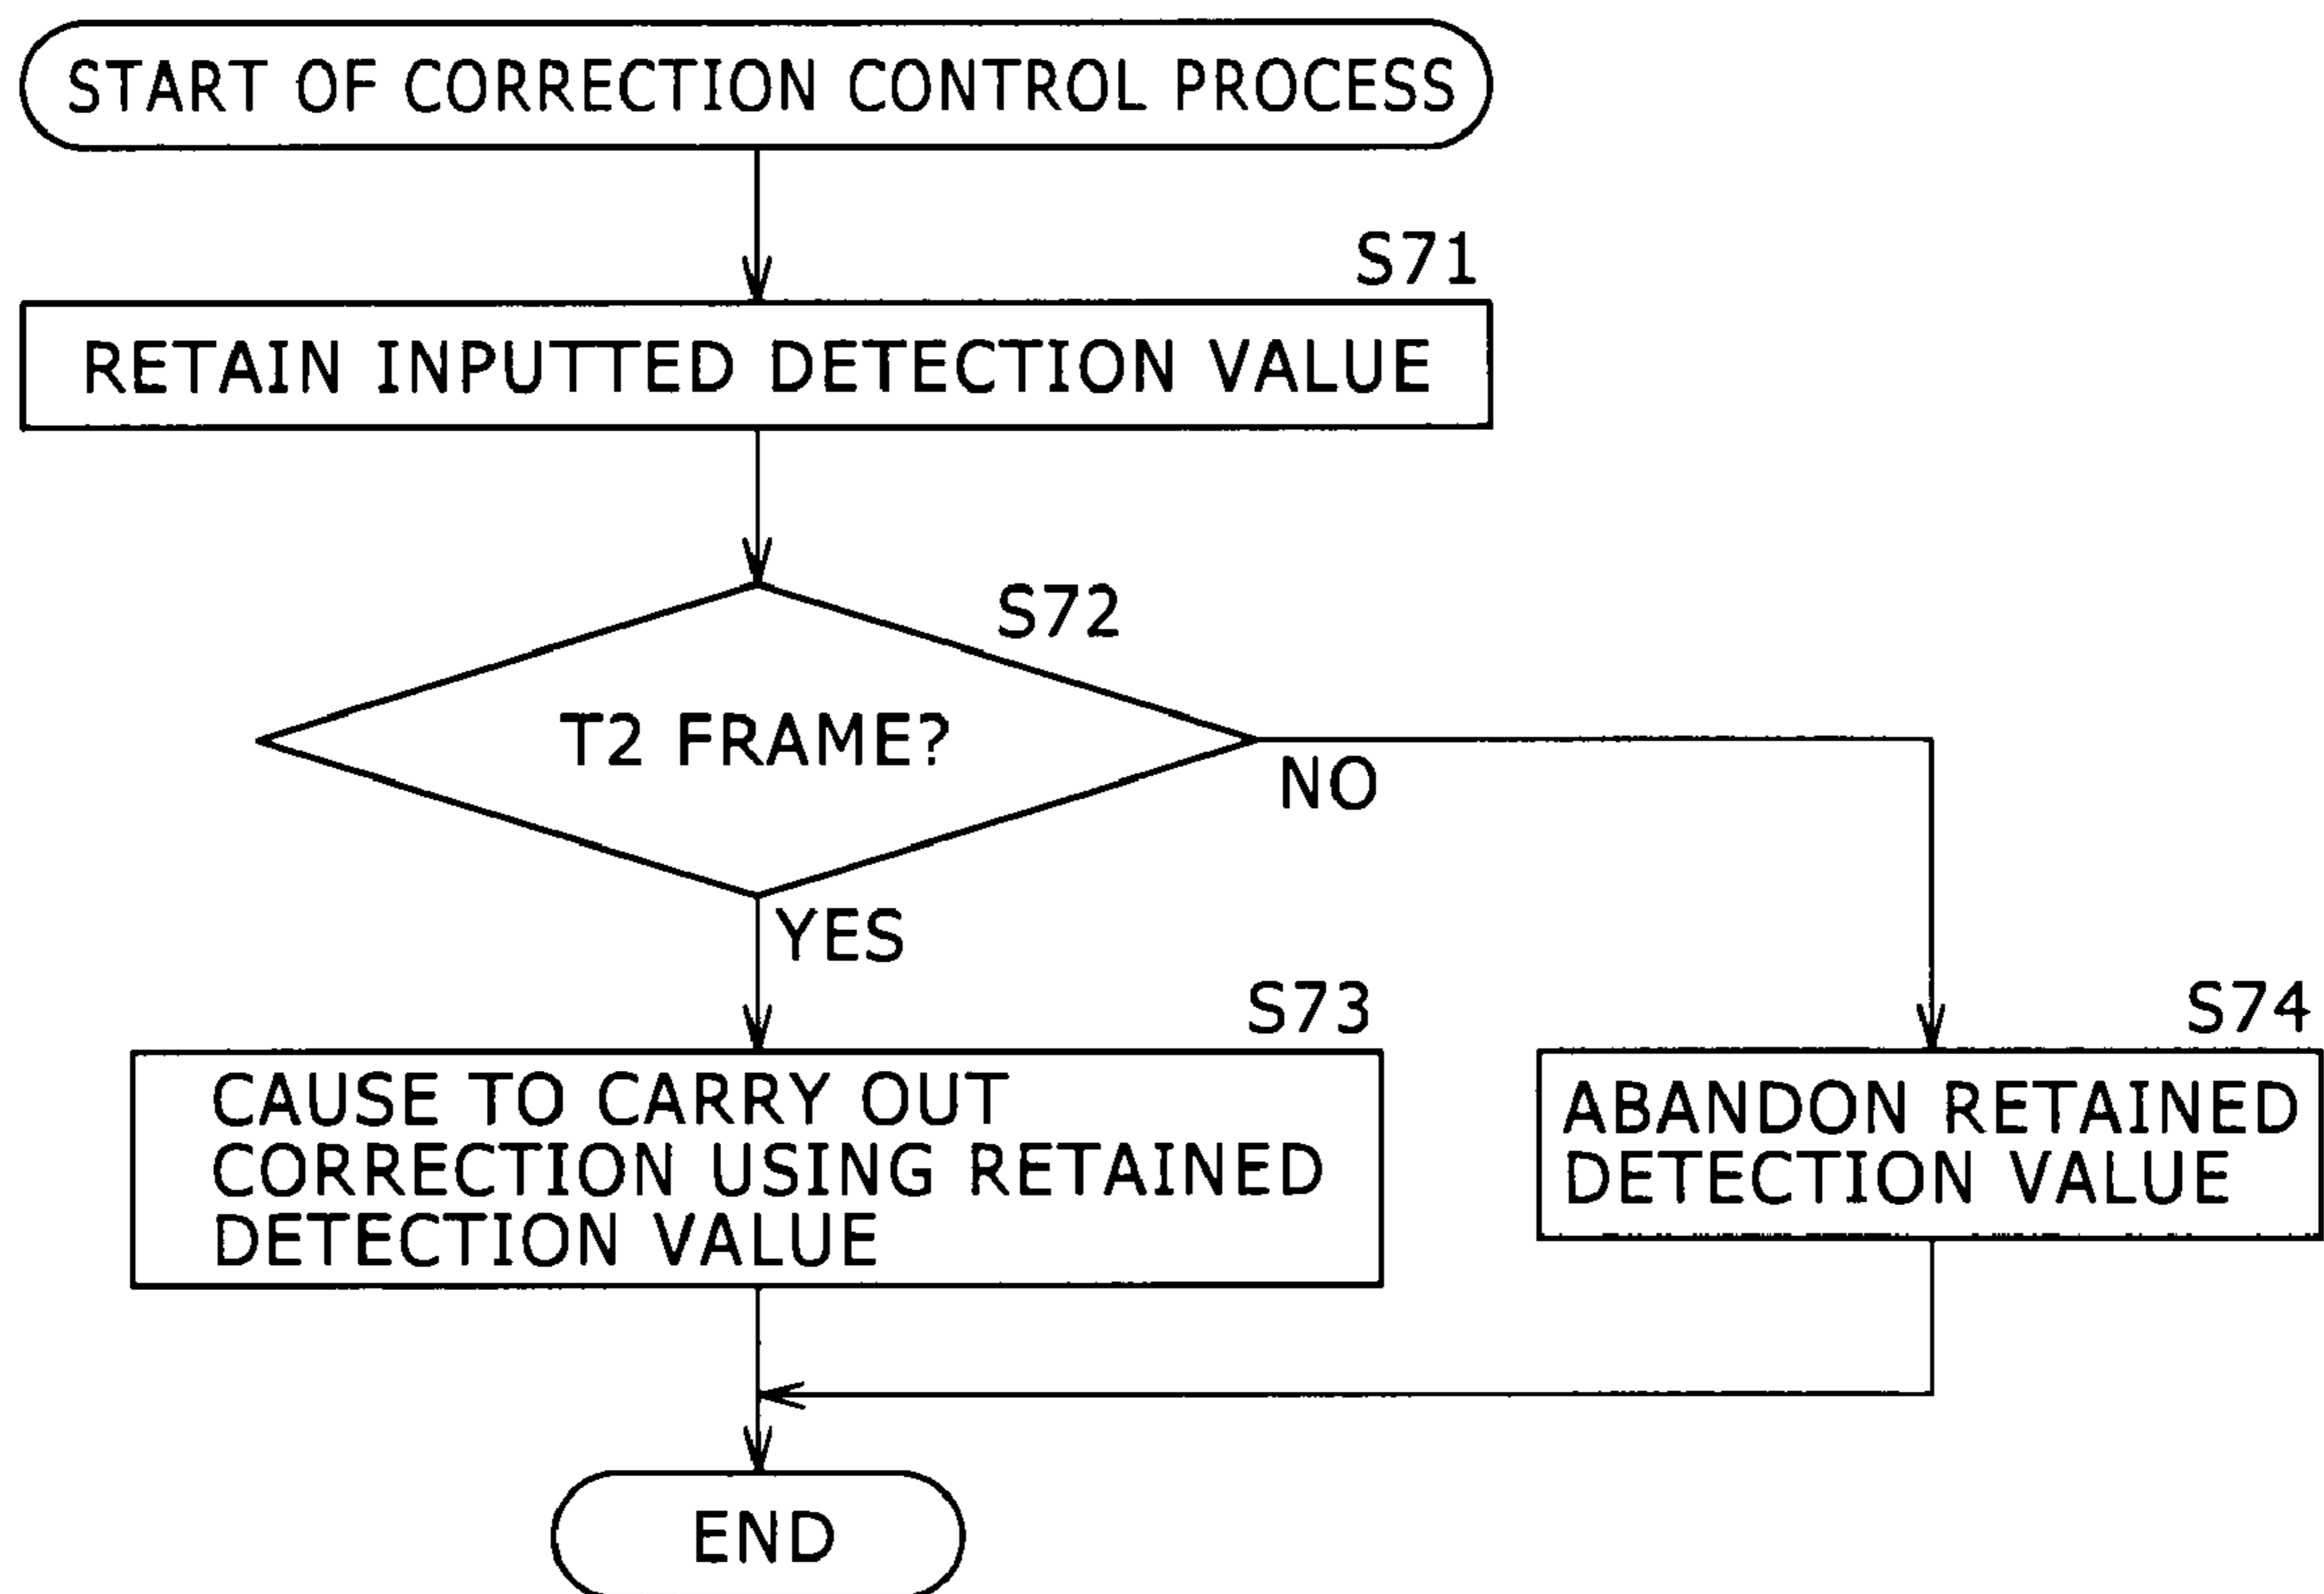 START OF CORRECTION CONTROL PROCESS
S71
RETAIN INPUTTED DETECTION VALUE
S72
T2 FRAME?
NO
YES
S73
CAUSE TO CARRY OUT
CORRECTION USING RETAINED
DETECTION VALUE
S74
ABANDON RETAINED
DETECTION VALUE
END